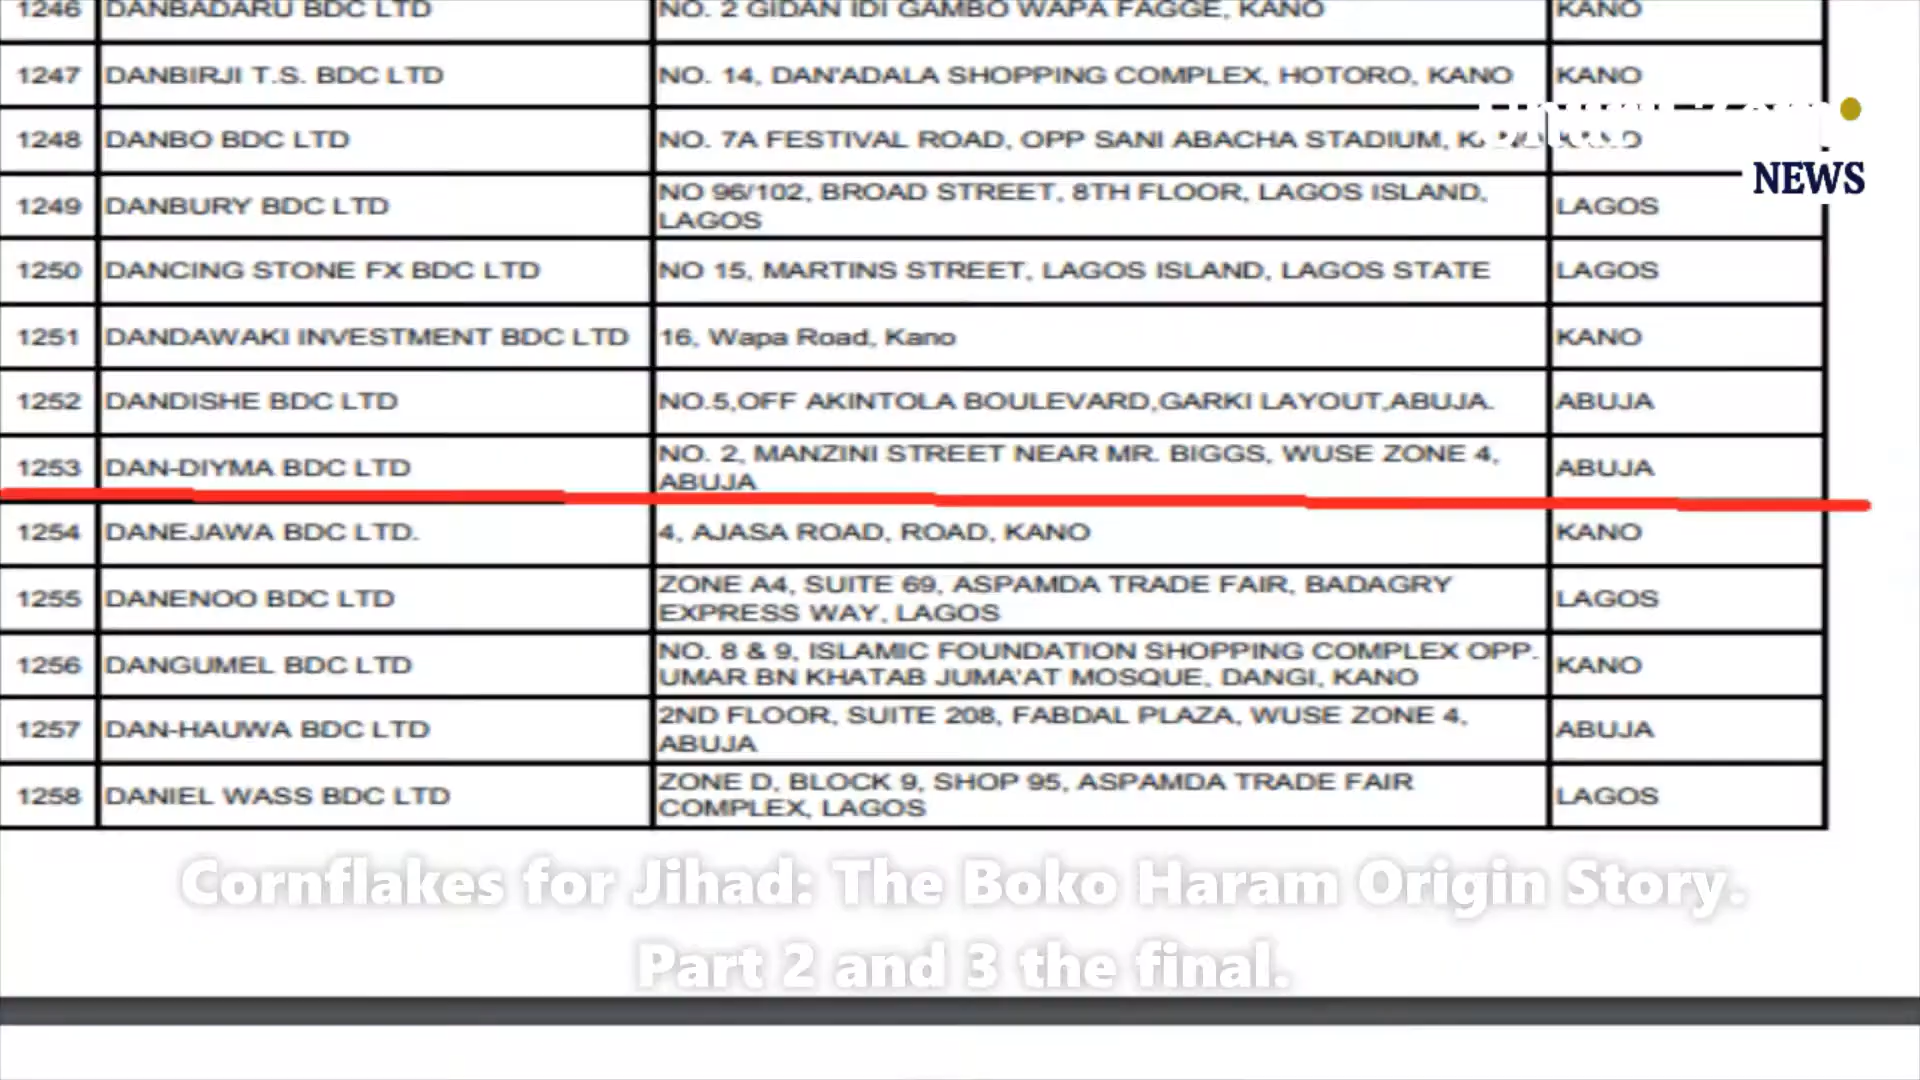 1246 DANBADARU BDC LTD NO. 2 GIDAN IDI GAMBO WAPA FAGGE, KANO KANO
1247 DANBIRJI T.S. BDC LTD NO. 14, DAN'ADALA SHOPPING COMPLEX, HOTORO, KANO KANO
1248 DANBO BDC LTD NO. 7A FESTIVAL ROAD, OPP SANI ABACHA STADIUM,
NEWS
1249 DANBURY BDC LTD NO 96/102, BROAD STREET, 8TH FLOOR, LAGOS ISLAND,
LAGOS LAGOS
1250 DANCING STONE FX BDC LTD NO 15, MARTINS STREET, LAGOS ISLAND, LAGOS STATE LAGOS
1251 DANDAWAKI INVESTMENT BDC LTD 16, Wapa Road, Kano KANO
1252 DANDISHE BDC LTD NO.5,OFF AKINTOLA BOULEVARD,GARKI LAYOUT,ABUJA. ABUJA
1253 DAN-DIYMA BDC LTD NO. 2, MANZINI STREET NEAR MR. BIGGS, WUSE ZONE 4,
ABUJA ABUJA
1254 DANEJAWA BDC LTD. 4, AJASA ROAD, ROAD, KANO KANO
1255 DANENOO BDC LTD ZONE A4, SUITE 69, ASPAMDA TRADE FAIR, BADAGRY
EXPRESS WAY, LAGOS LAGOS
1256 DANGUMEL BDC LTD NO. 8 & 9, ISLAMIC FOUNDATION SHOPPING COMPLEX OPP.
UMAR BN KHATAB JUMA'AT MOSQUE, DANGI, KANO KANO
1257 DAN-HAUWA BDC LTD 2ND FLOOR, SUITE 208, FABDAL PLAZA, WUSE ZONE 4,
ABUJA ABUJA
1258 DANIEL WASS BDC LTD ZONE D, BLOCK 9, SHOP 95, ASPAMDA TRADE FAIR
COMPLEX, LAGOS LAGOS
Cornflakes for Jihad: The Boko Haram Origin Story.
Part 2 and 3 the final.